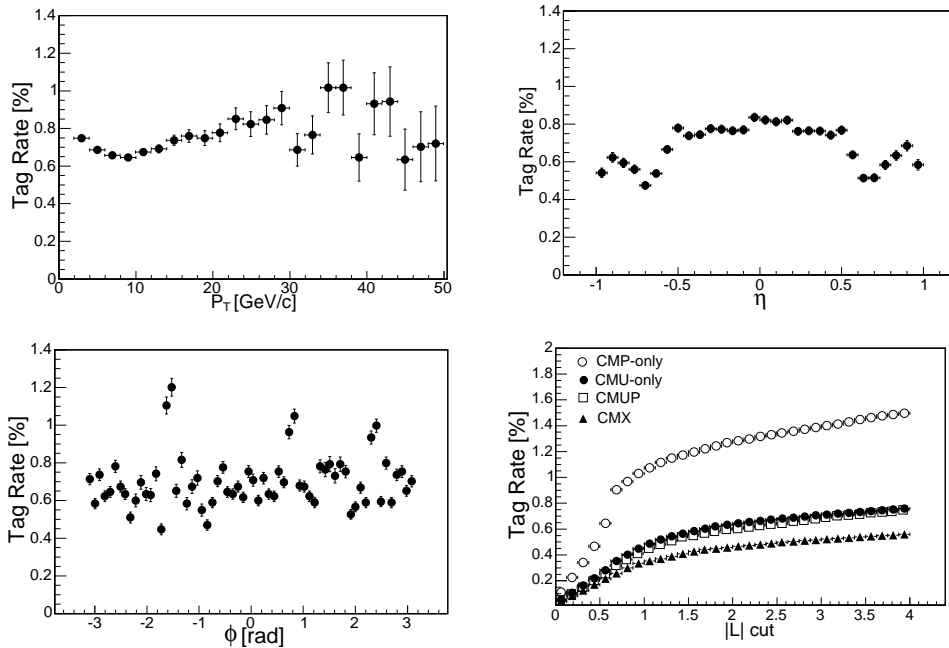 Tag Rate [%]
1.4
1.2
1
0.8
0.6
0.4
0.2
0
0 10 20 30 40 50
P_T [GeV/c]
Tag Rate [%]
1.4
1.2
1
0.8
0.6
0.4
0.2
0
-1 -0.5 0 0.5 1
η
Tag Rate [%]
1.4
1.2
1
0.8
0.6
0.4
0.2
0
-3 -2 -1 0 1 2 3
ϕ [rad]
Tag Rate [%]
2
1.8
1.6
1.4
1.2
1
0.8
0.6
0.4
0.2
CMP-only
CMU-only
CMUP
CMX
0 0.5 1 1.5 2 2.5 3 3.5 4
|L| cut